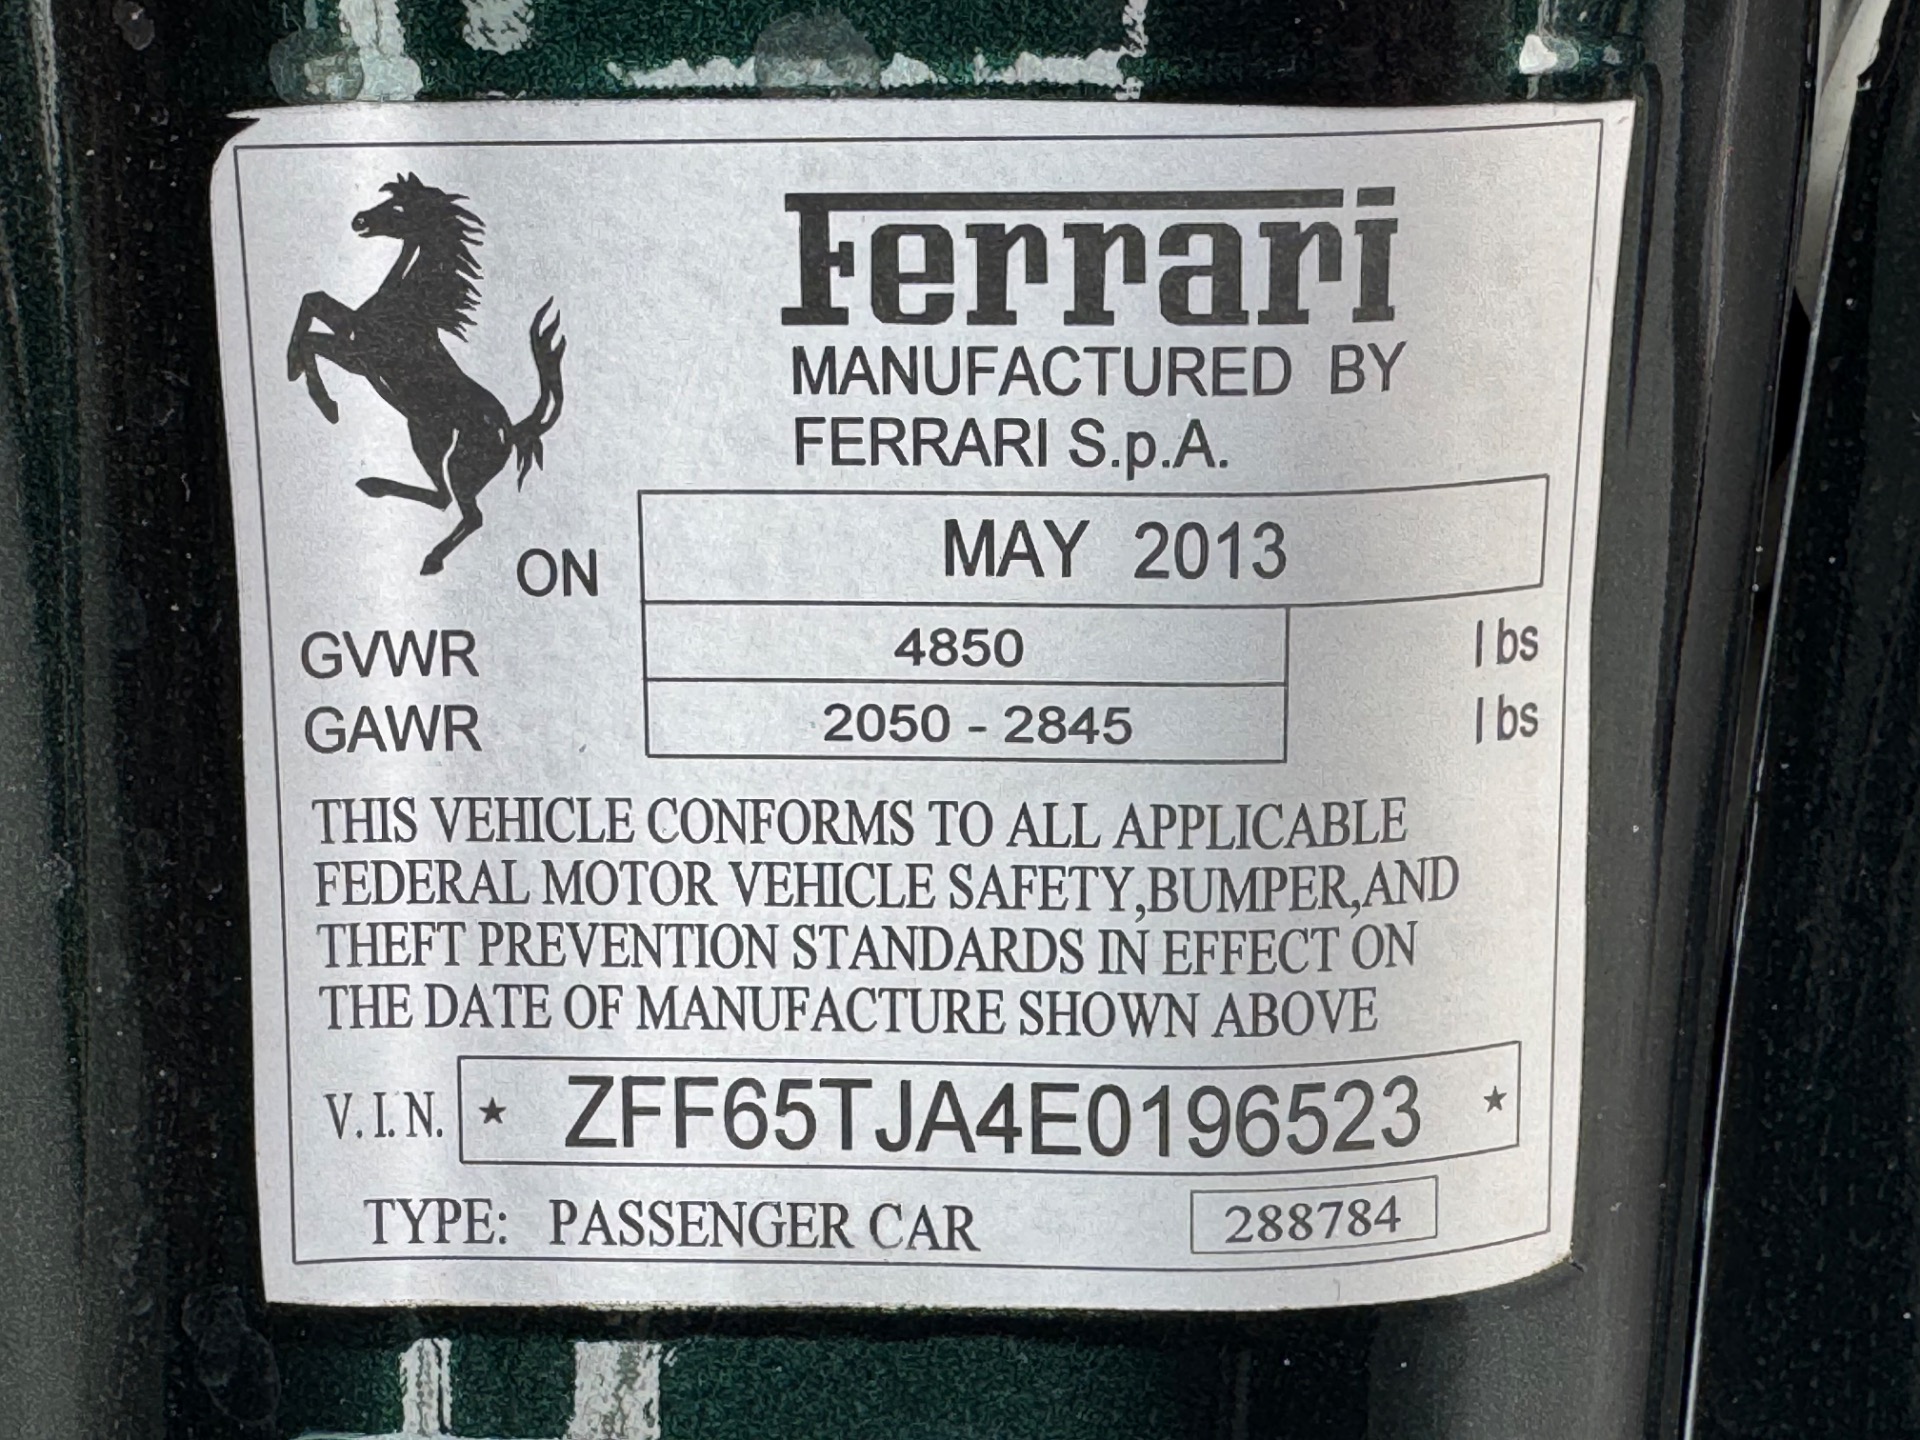 Ferrari
MANUFACTURED BY
FERRARI S.p.A.
ON MAY 2013
GVWR 4850 lbs
GAWR 2050 - 2845 lbs
THIS VEHICLE CONFORMS TO ALL APPLICABLE
FEDERAL MOTOR VEHICLE SAFETY,BUMPER,AND
THEFT PREVENTION STANDARDS IN EFFECT ON
THE DATE OF MANUFACTURE SHOWN ABOVE
V.I.N. ★ ZFF65TJA4E0196523 ★
TYPE: PASSENGER CAR 288784